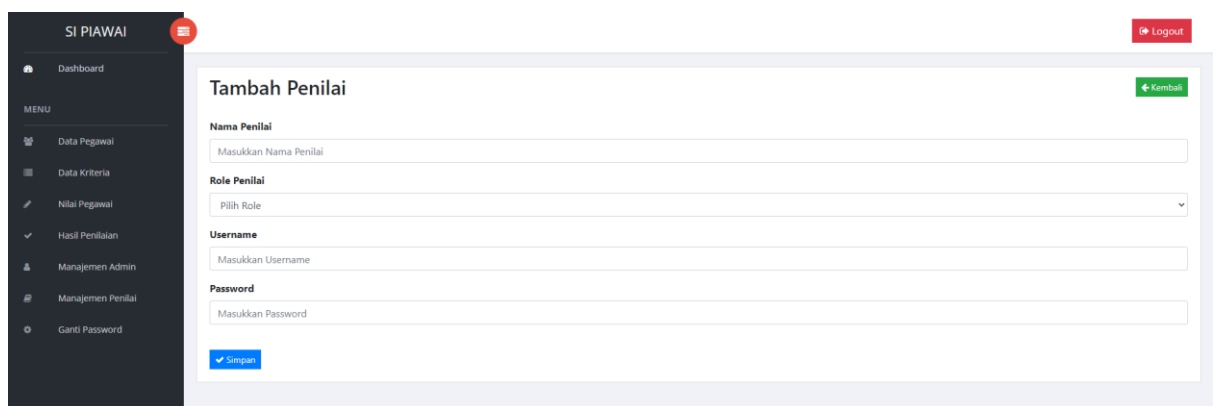 SI PIAWAI
Logout
Dashboard
MENU
Data Pegawai
Data Kriteria
Nilai Pegawai
Hasil Penilaian
Manajemen Admin
Manajemen Penilai
Ganti Password
Tambah Penilai
Kembali
Nama Penilai
Masukkan Nama Penilai
Role Penilai
Pilih Role
Username
Masukkan Username
Password
Masukkan Password
Simpan